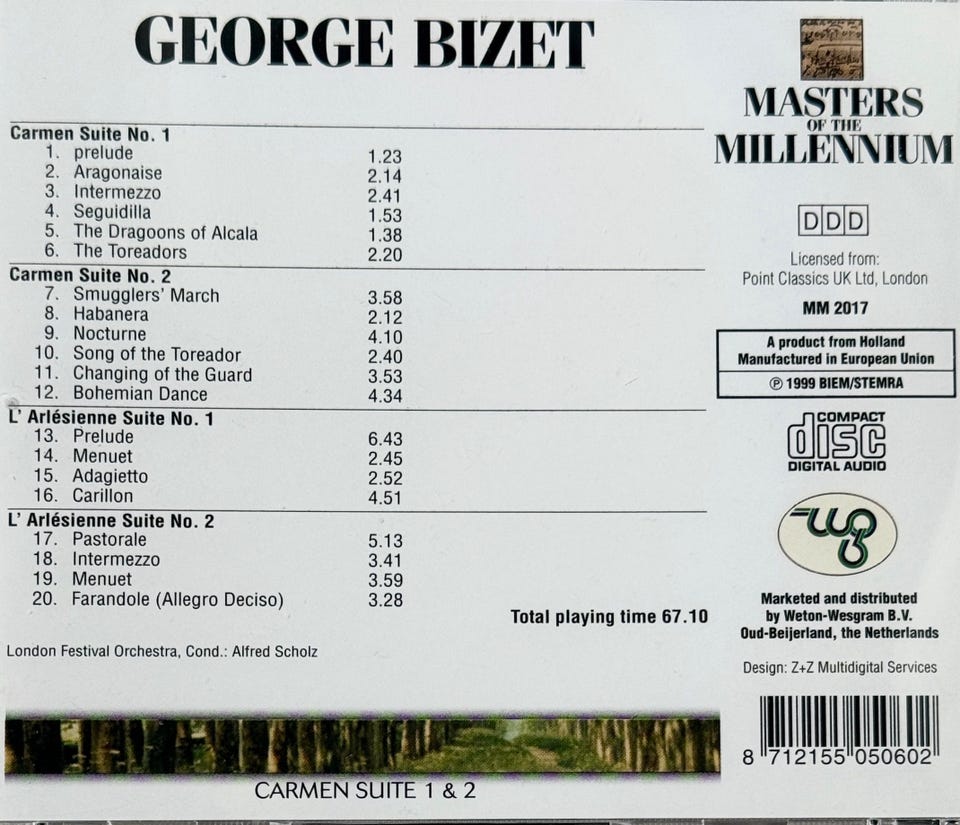 GEORGE BIZET
Carmen Suite No. 1
1. prelude 1.23
2. Aragonaise 2.14
3. Intermezzo 2.41
4. Seguidilla 1.53
5. The Dragoons of Alcala 1.38
6. The Toreadors 2.20
Carmen Suite No. 2
7. Smugglers' March 3.58
8. Habanera 2.12
9. Nocturne 4.10
10. Song of the Toreador 2.40
11. Changing of the Guard 3.53
12. Bohemian Dance 4.34
L' Arlésienne Suite No. 1
13. Prelude 6.43
14. Menuet 2.45
15. Adagietto 2.52
16. Carillon 4.51
L' Arlésienne Suite No. 2
17. Pastorale 5.13
18. Intermezzo 3.41
19. Menuet 3.59
20. Farandole (Allegro Deciso) 3.28
Total playing time 67.10
London Festival Orchestra, Cond.: Alfred Scholz
CARMEN SUITE 1 & 2
MASTERS
OF THE
MILLENNIUM
DDD
Licensed from:
Point Classics UK Ltd, London
MM 2017
A product from Holland
Manufactured in European Union
℗ 1999 BIEM/STEMRA
COMPACT
disc
DIGITAL AUDIO
Marketed and distributed
by Weton-Wesgram B.V.
Oud-Beijerland, the Netherlands
Design: Z+Z Multidigital Services
8 712155 050602